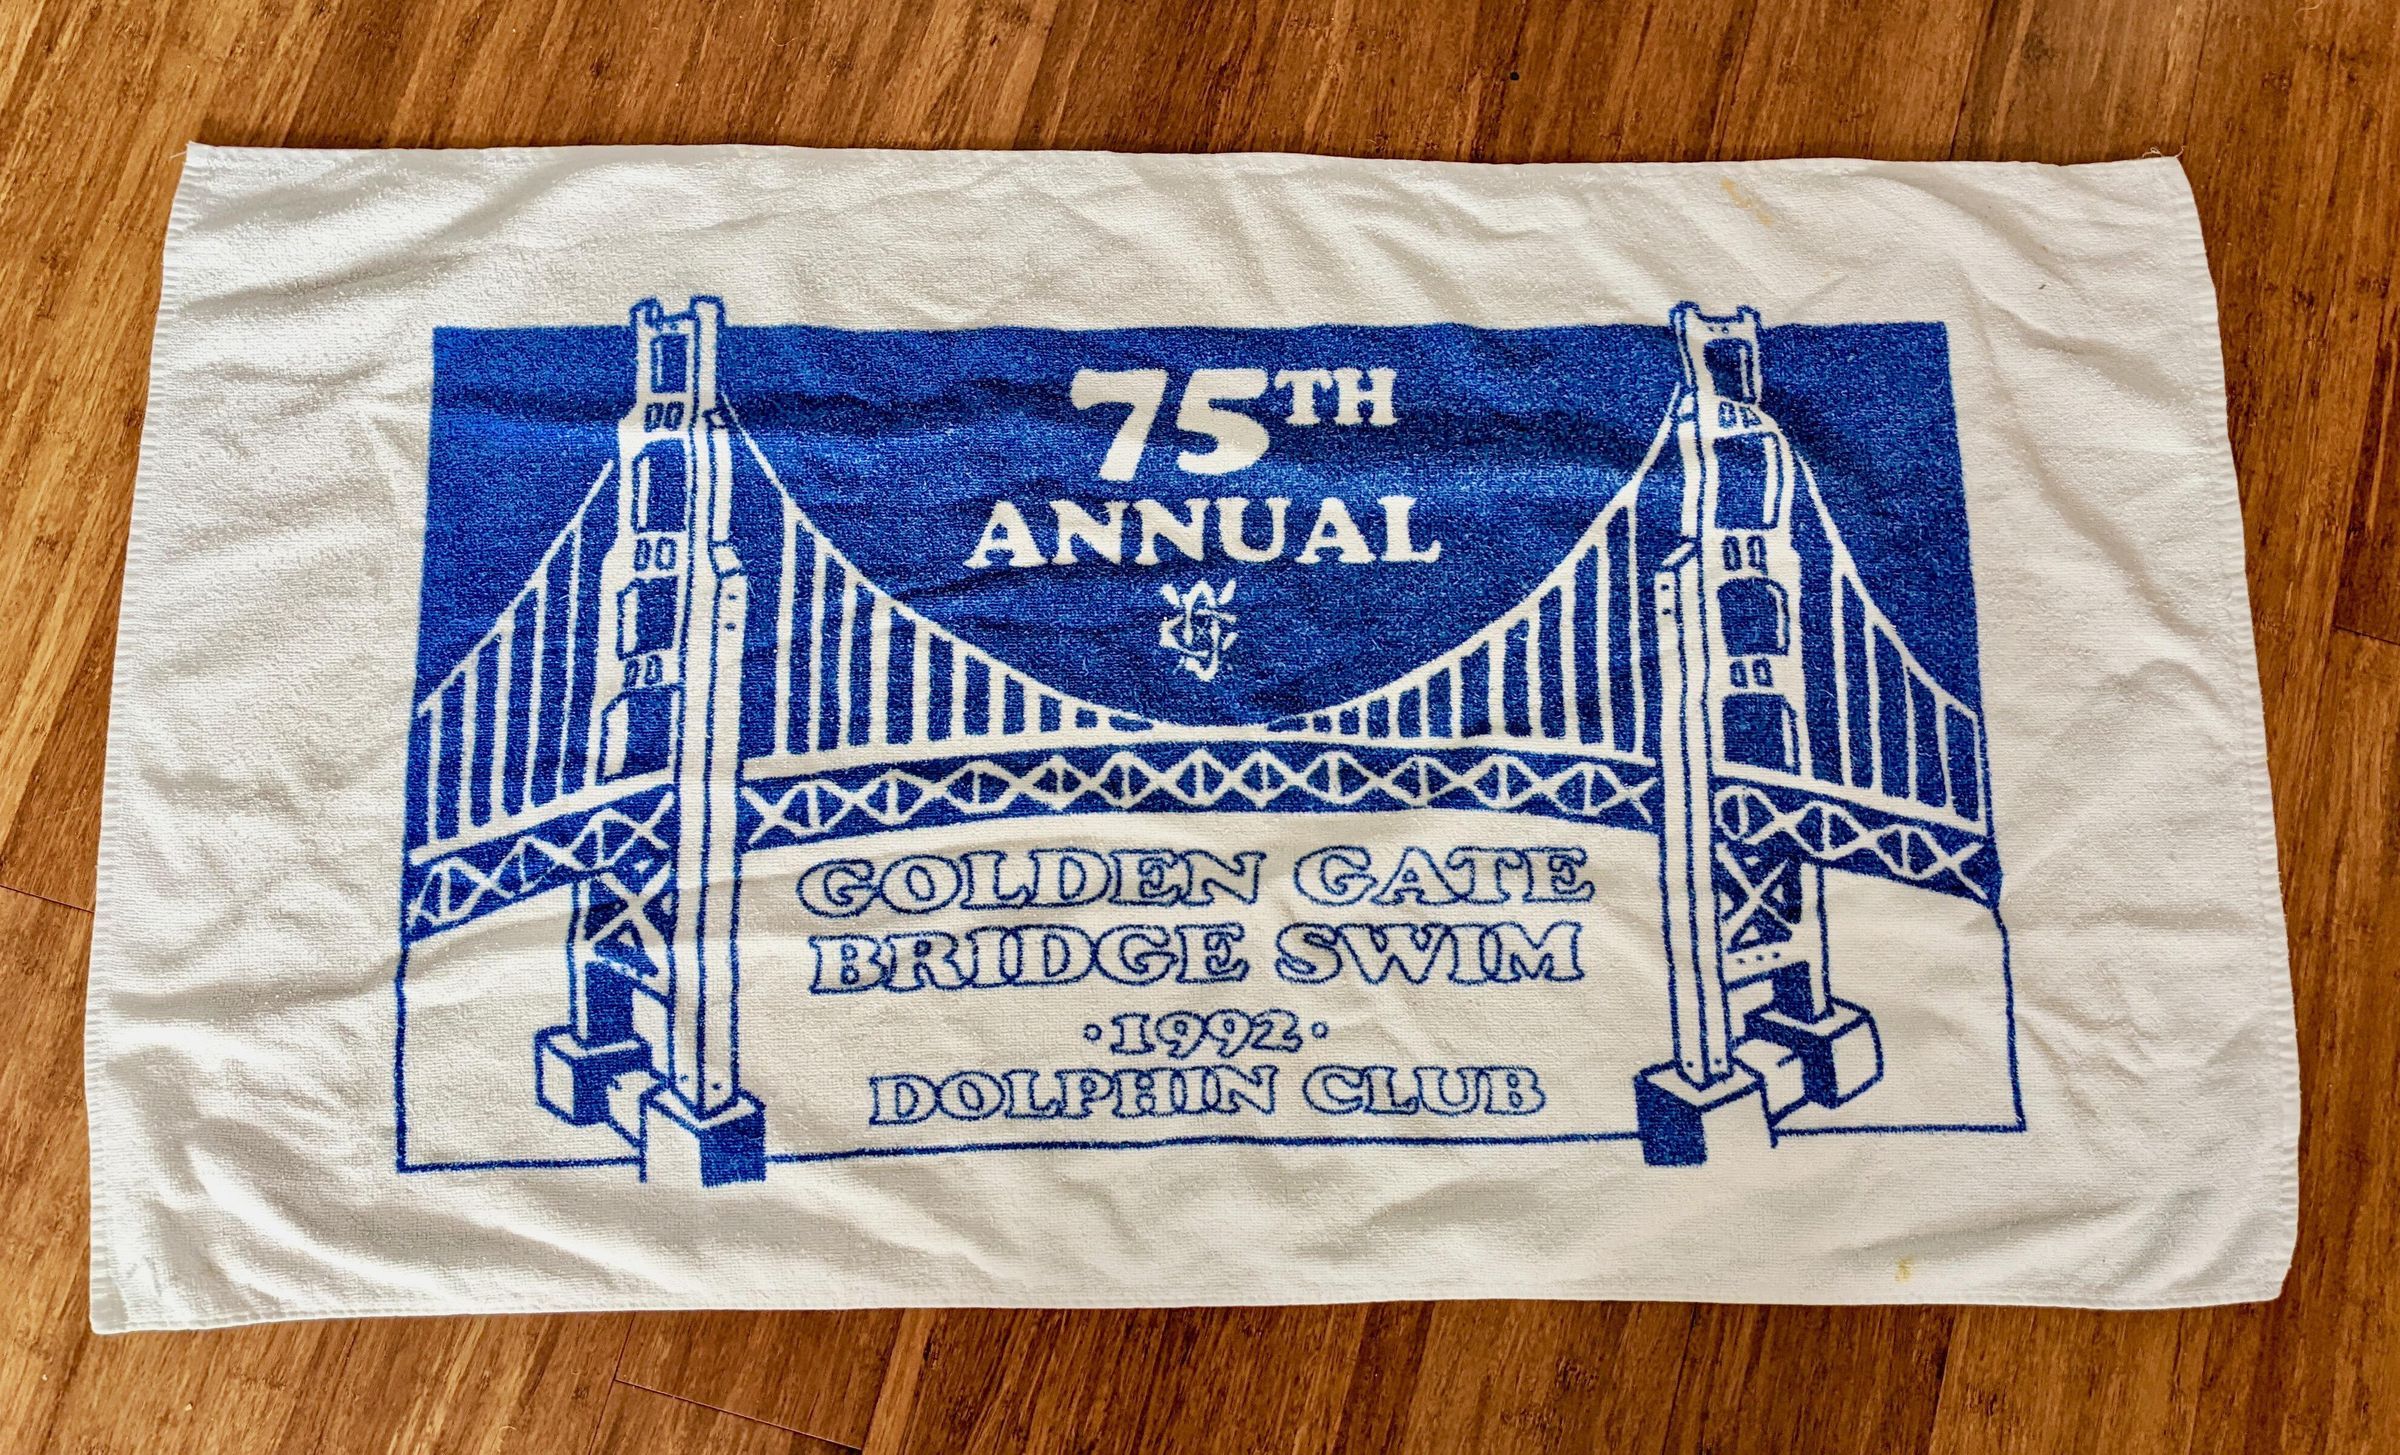 75TH
ANNUAL
GOLDEN GATE
BRIDGE SWIM
·1992·
DOLPHIN CLUB